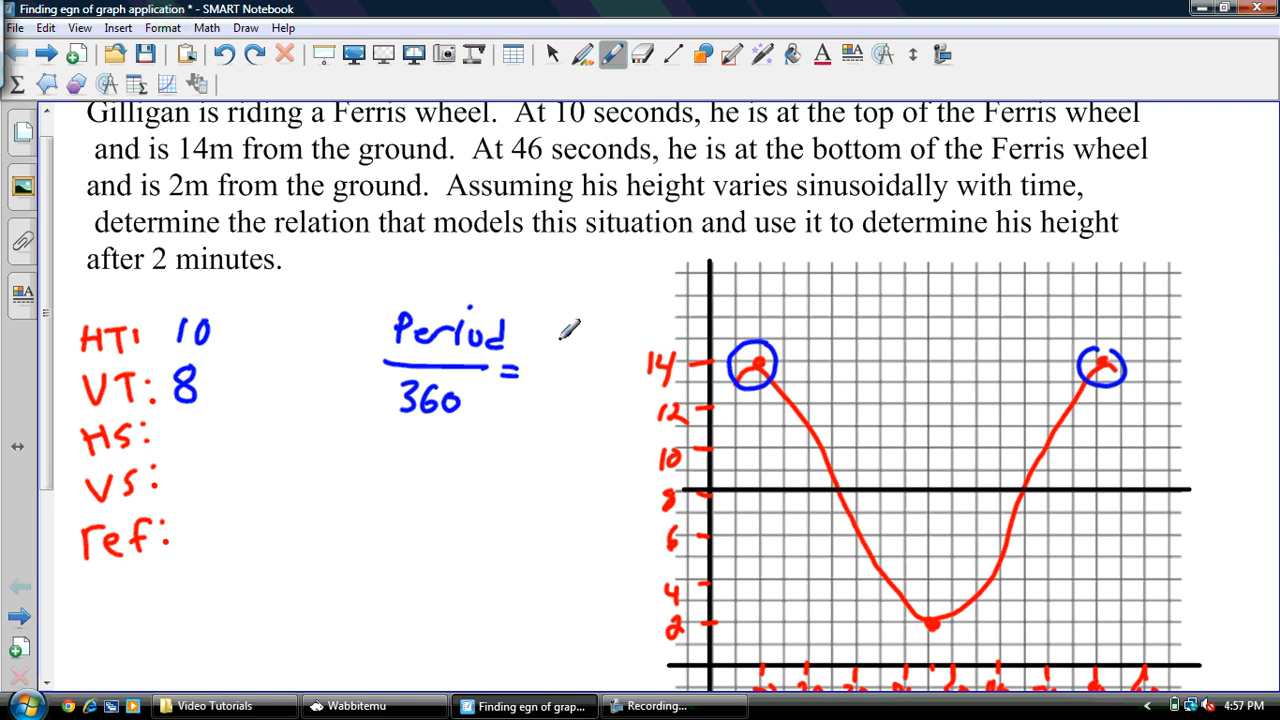 Finding eqn of graph application * - SMART Notebook
File Edit View Insert Format Math Draw Help
Gilligan is riding a Ferris wheel. At 10 seconds, he is at the top of the Ferris wheel
and is 14m from the ground. At 46 seconds, he is at the bottom of the Ferris wheel
and is 2m from the ground. Assuming his height varies sinusoidally with time,
determine the relation that models this situation and use it to determine his height
after 2 minutes.
HT: 10
VT: 8
HS:
VS:
ref:
Period
360 =
14
12
10
8
6
4
2
Video Tutorials Wabbitemu Finding eqn of grap... Recording... 4:57 PM